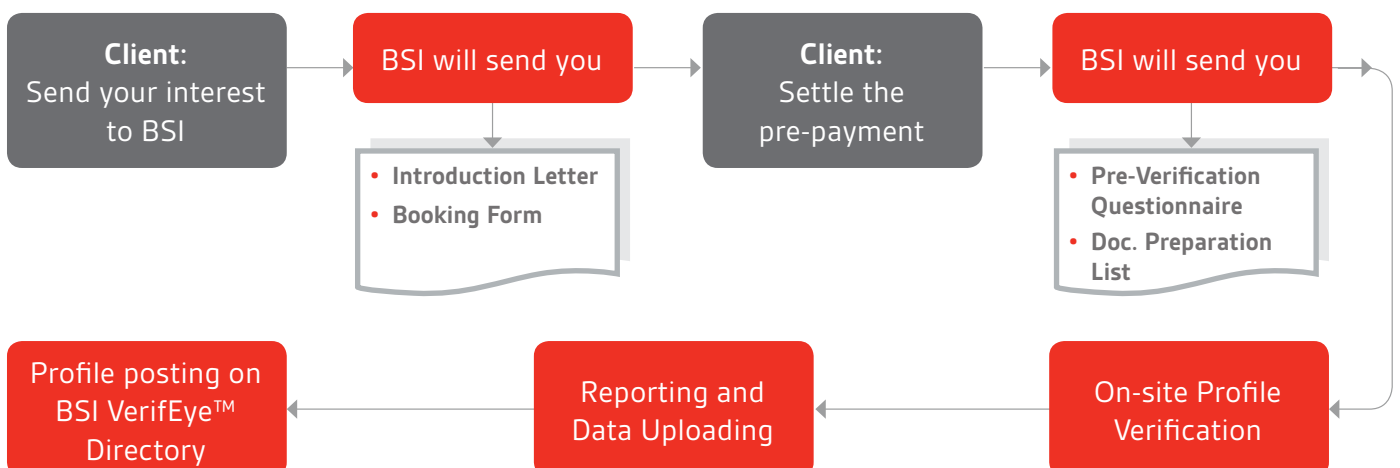 Client:
Send your interest
to BSI
BSI will send you
• Introduction Letter
• Booking Form
Client:
Settle the
pre-payment
BSI will send you
• Pre-Verification
Questionnaire
• Doc. Preparation
List
On-site Profile
Verification
Reporting and
Data Uploading
Profile posting on
BSI VerifEye™
Directory